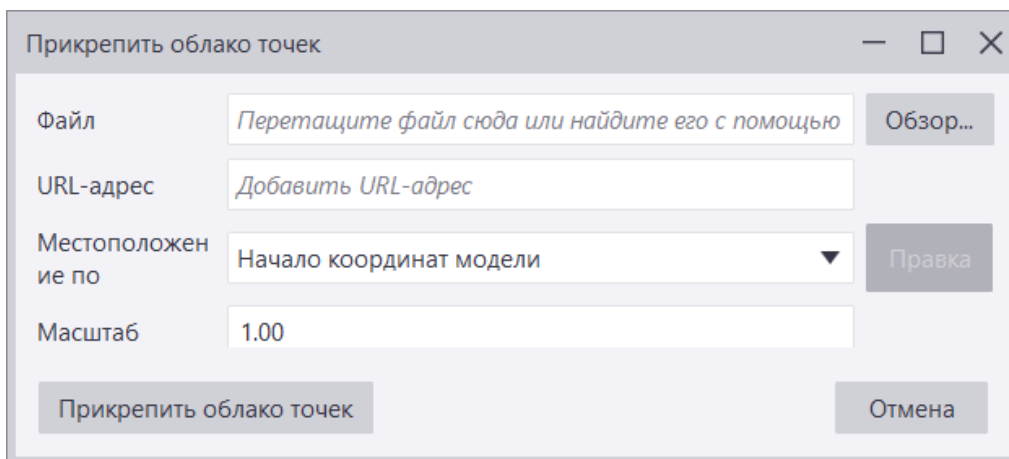 Прикрепить облако точек
Файл
Перетащите файл сюда или найдите его с помощью
Обзор...
URL-адрес
Добавить URL-адрес
Местоположен
ие по
Начало координат модели
Правка
Масштаб
1.00
Прикрепить облако точек
Отмена